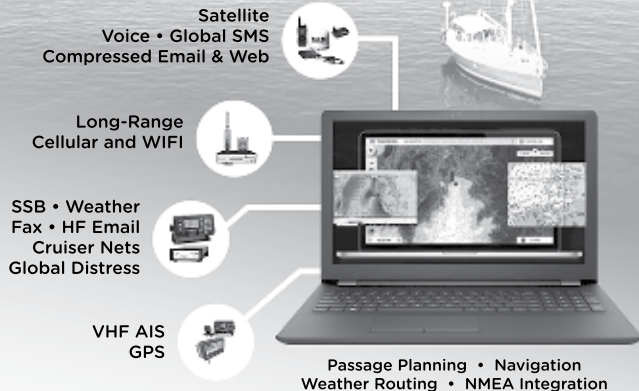 Satellite
Voice • Global SMS
Compressed Email & Web
Long-Range
Cellular and WIFI
SSB • Weather
Fax • HF Email
Cruiser Nets
Global Distress
VHF AIS
GPS
Passage Planning • Navigation
Weather Routing • NMEA Integration